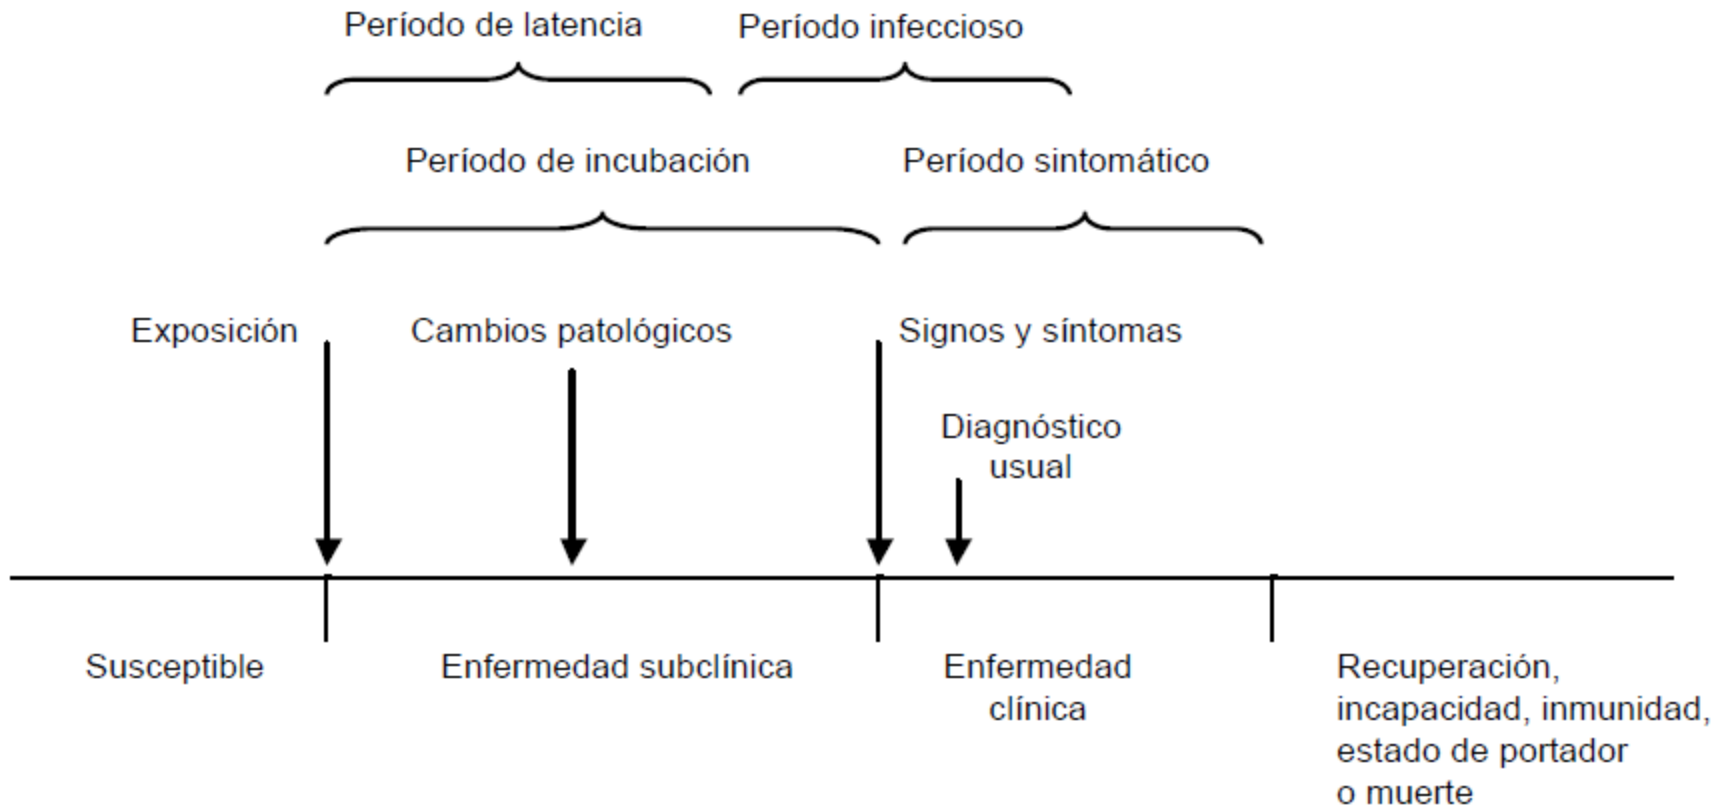 Período de latencia
Período infeccioso
Período de incubación
Período sintomático
Exposición
Cambios patológicos
Signos y síntomas
Diagnóstico
usual
Susceptible
Enfermedad subclínica
Enfermedad
clínica
Recuperación,
incapacidad, inmunidad,
estado de portador
o muerte